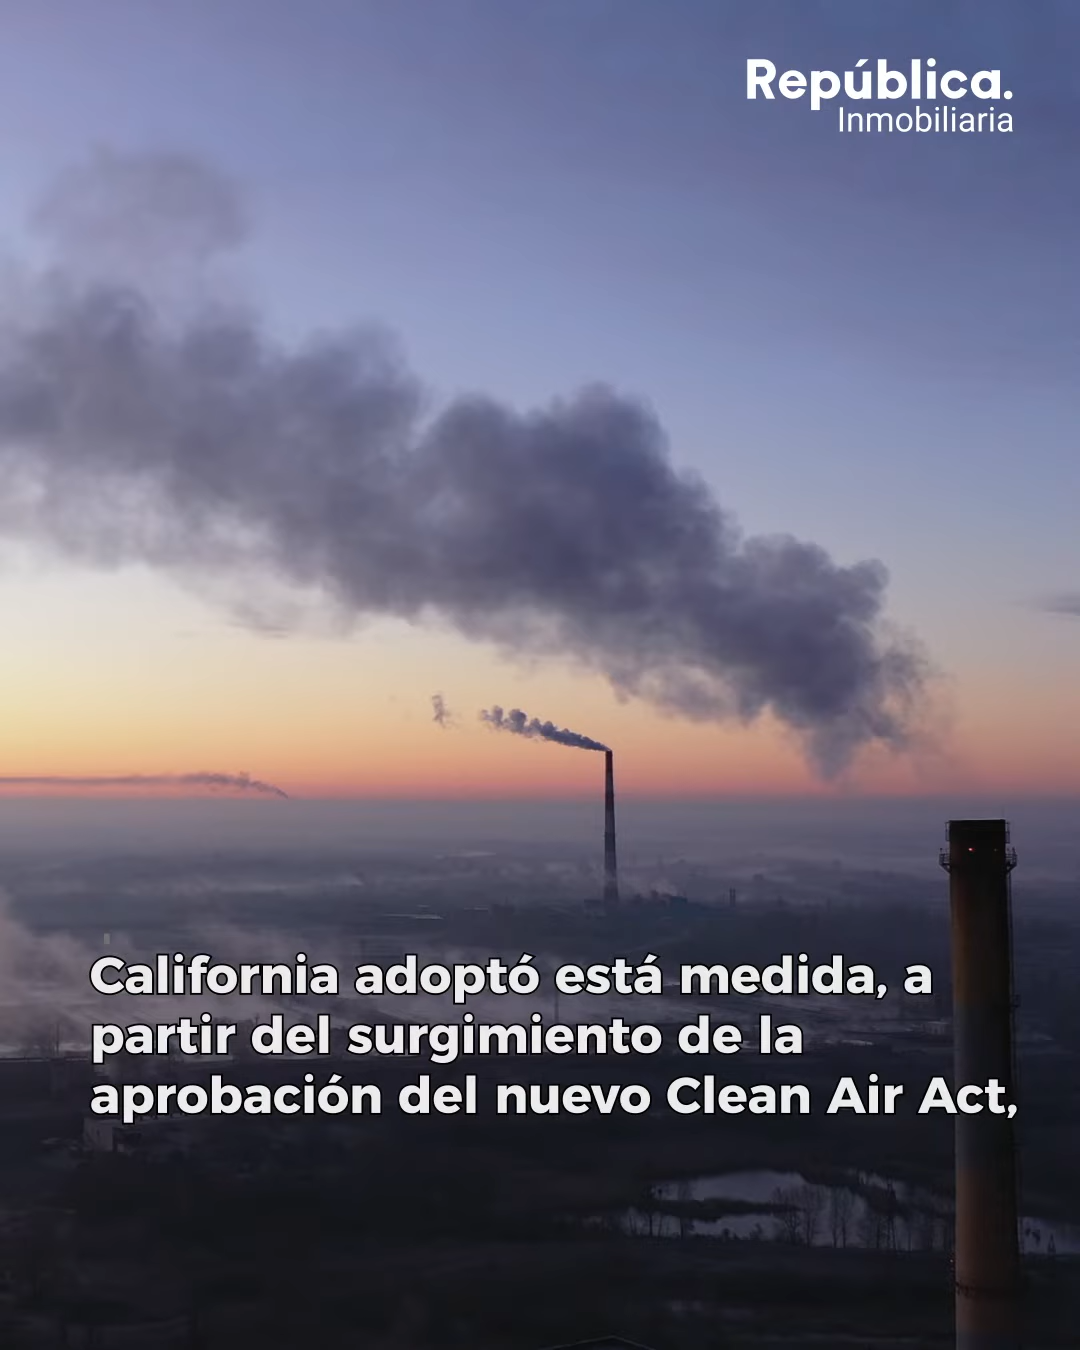 República.
Inmobiliaria
California adoptó está medida, a
partir del surgimiento de la
aprobación del nuevo Clean Air Act,